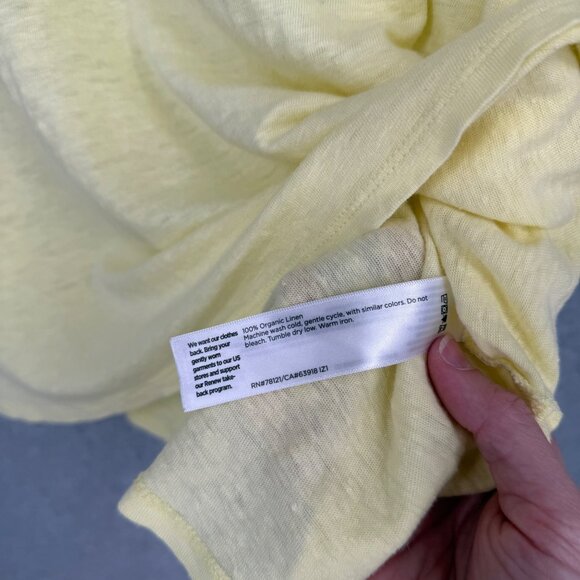 We want our clothes
back. Bring your
gently worn
garments to our US
stores and support
our Renew take-
back program.
100% Organic Linen
Machine wash cold, gentle cycle, with similar colors. Do not
bleach. Tumble dry low. Warm iron.
RN#78121/CA#63918 IZ1